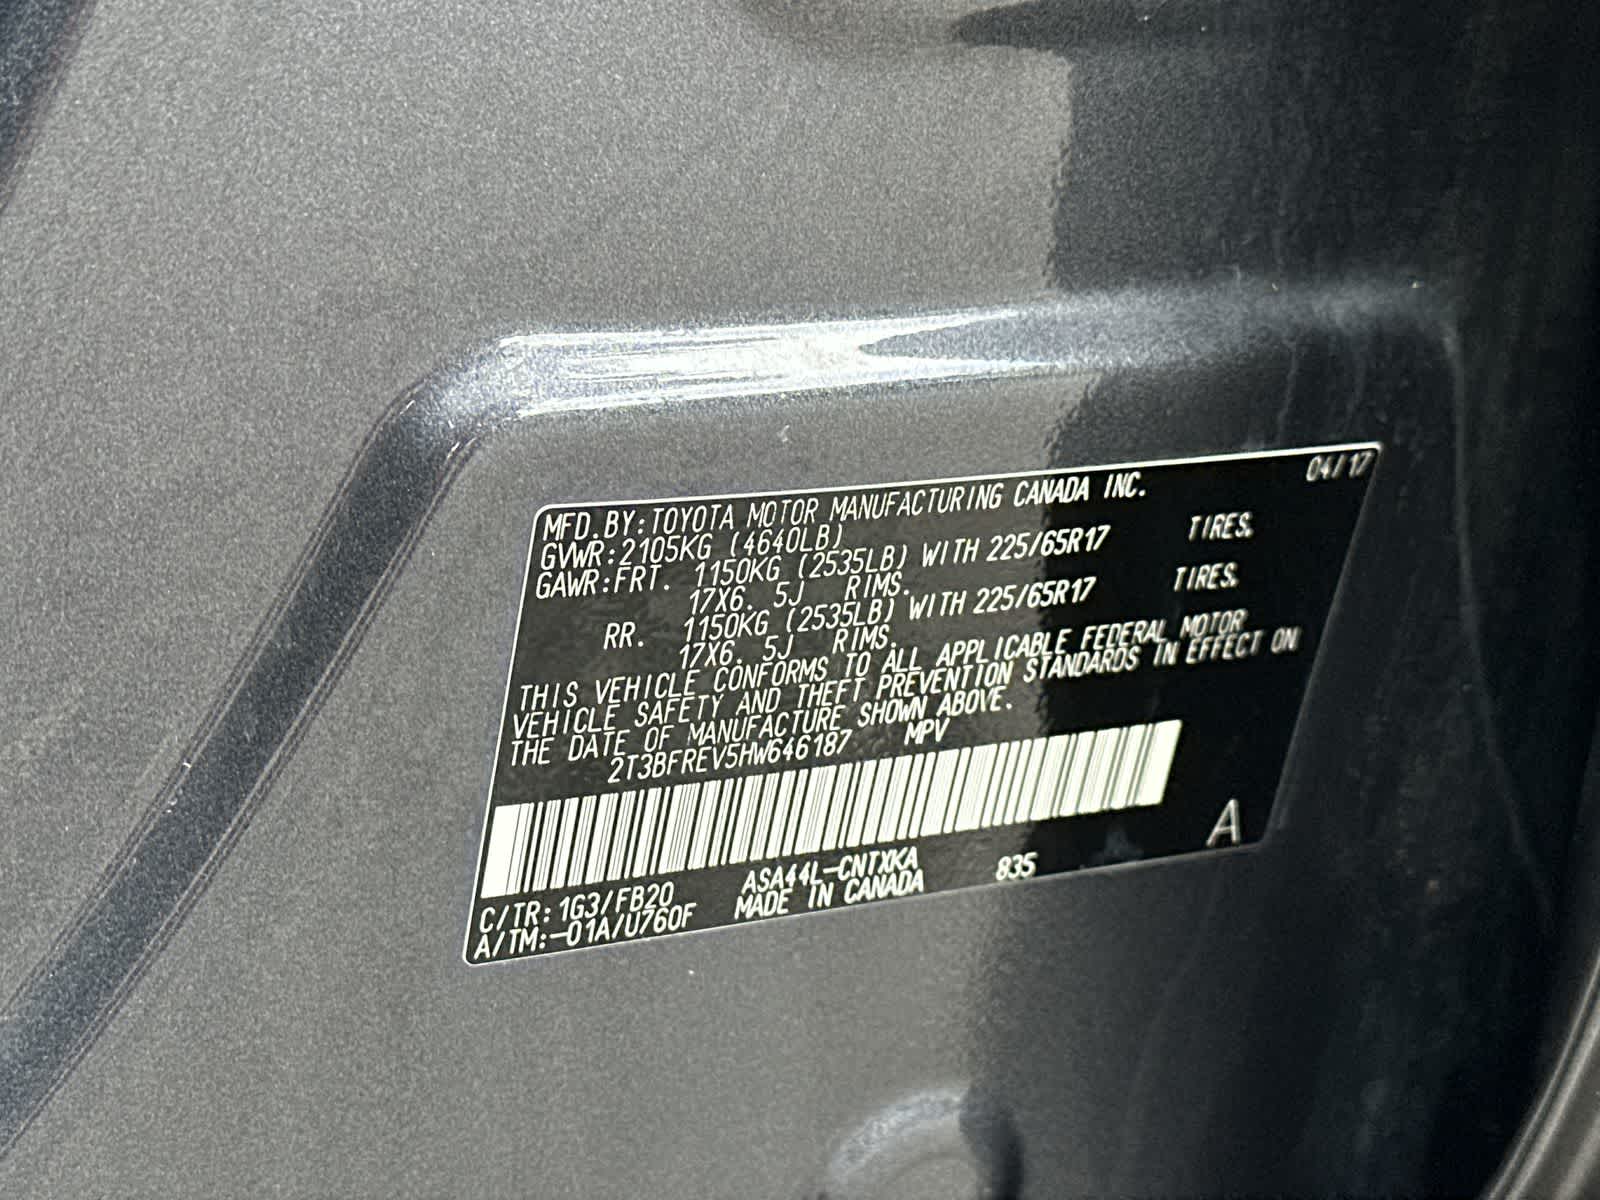 04/17
MFD. BY: TOYOTA MOTOR MANUFACTURING CANADA INC.
GVWR: 2105KG (4640LB)
GAWR: FRT. 1150KG (2535LB) WITH 225/65R17 TIRES.
17X6. 5J RIMS.
RR. 1150KG (2535LB) WITH 225/65R17 TIRES.
17X6. 5J RIMS.
THIS VEHICLE CONFORMS TO ALL APPLICABLE FEDERAL MOTOR
VEHICLE SAFETY AND THEFT PREVENTION STANDARDS IN EFFECT ON
THE DATE OF MANUFACTURE SHOWN ABOVE.
2T3BFREV5HW646187 MPV
A
C/TR: 1G3/FB20 ASA44L-CNTXKA 835
A/TM: -01A/U760F MADE IN CANADA